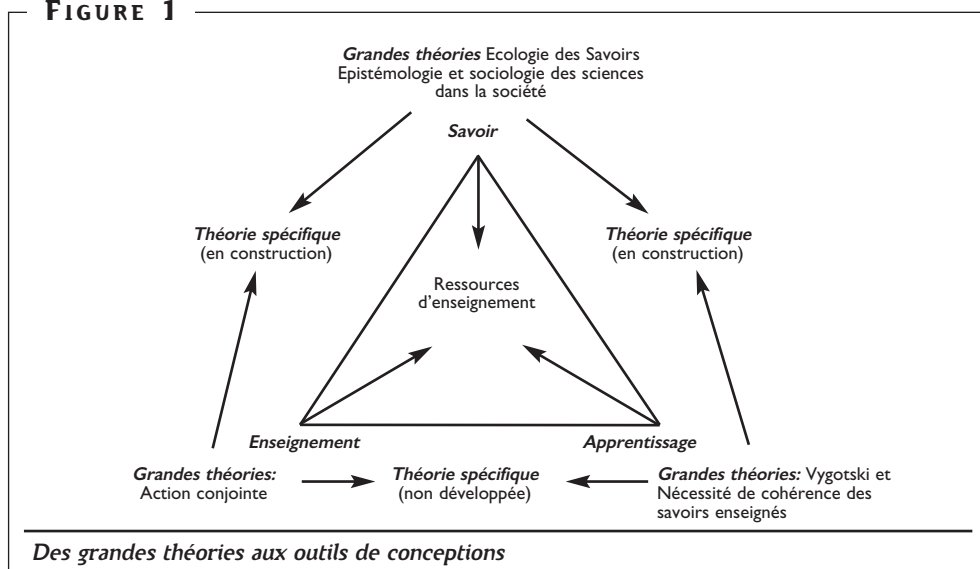 FIGURE 1
Grandes théories Ecologie des Savoirs
Epistémologie et sociologie des sciences
dans la société
Savoir
Théorie spécifique
(en construction)
Théorie spécifique
(en construction)
Ressources
d’enseignement
Enseignement
Apprentissage
Grandes théories:
Action conjointe
Théorie spécifique
(non développée)
Grandes théories: Vygotski et
Nécessité de cohérence des
savoirs enseignés
Des grandes théories aux outils de conceptions